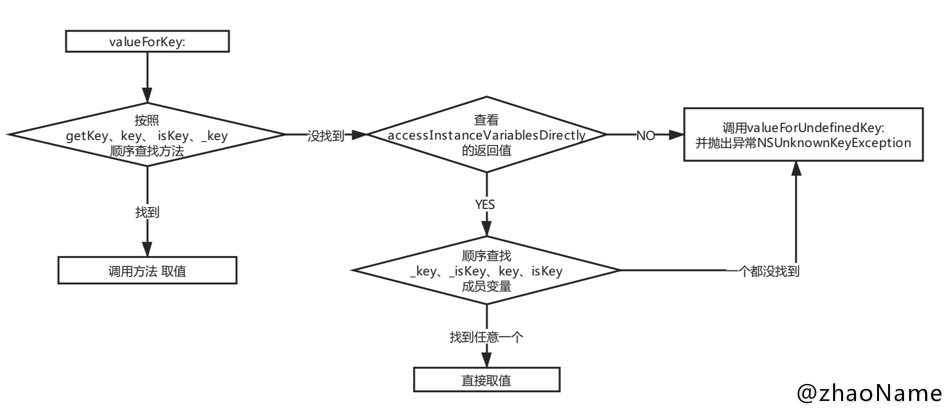 valueForKey:
按照
getKey、key、 isKey、_key
顺序查找方法
没找到
查看
accessInstanceVariablesDirectly
的返回值
NO
调用valueForUndefinedKey:
并抛出异常NSUnknownKeyException
找到
YES
调用方法 取值
顺序查找
_key、_isKey、key、isKey
成员变量
一个都没找到
找到任意一个
直接取值
@zhaoName